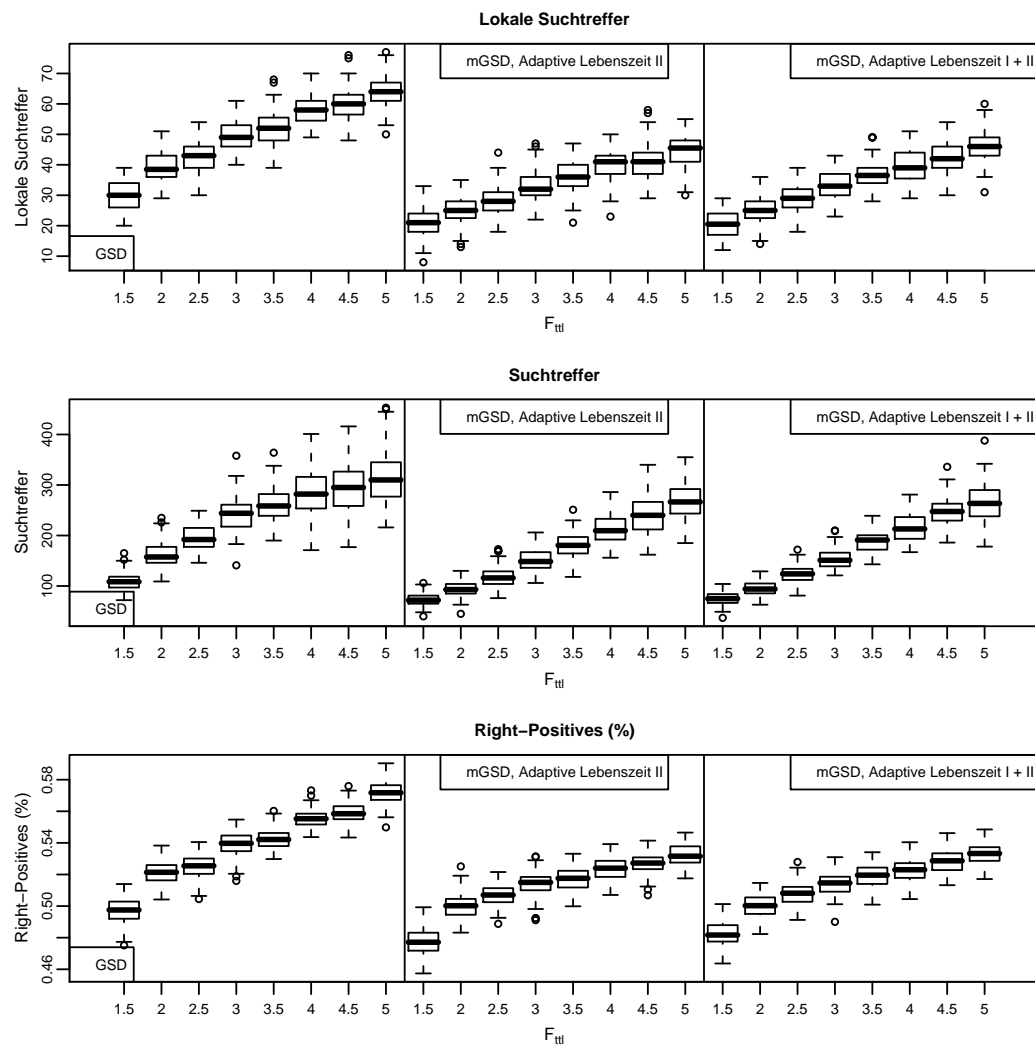 Lokale Suchtreffer
mGSD, Adaptive Lebenszeit II
mGSD, Adaptive Lebenszeit I + II
Lokale Suchtreffer
70
60
50
40
30
20
10
GSD
1.5 2 2.5 3 3.5 4 4.5 5 1.5 2 2.5 3 3.5 4 4.5 5 1.5 2 2.5 3 3.5 4 4.5 5
Fttl
Suchtreffer
mGSD, Adaptive Lebenszeit II
mGSD, Adaptive Lebenszeit I + II
Suchtreffer
400
300
200
100
GSD
1.5 2 2.5 3 3.5 4 4.5 5 1.5 2 2.5 3 3.5 4 4.5 5 1.5 2 2.5 3 3.5 4 4.5 5
Fttl
Right−Positives (%)
mGSD, Adaptive Lebenszeit II
mGSD, Adaptive Lebenszeit I + II
Right−Positives (%)
0.58
0.54
0.50
0.46
GSD
1.5 2 2.5 3 3.5 4 4.5 5 1.5 2 2.5 3 3.5 4 4.5 5 1.5 2 2.5 3 3.5 4 4.5 5
Fttl